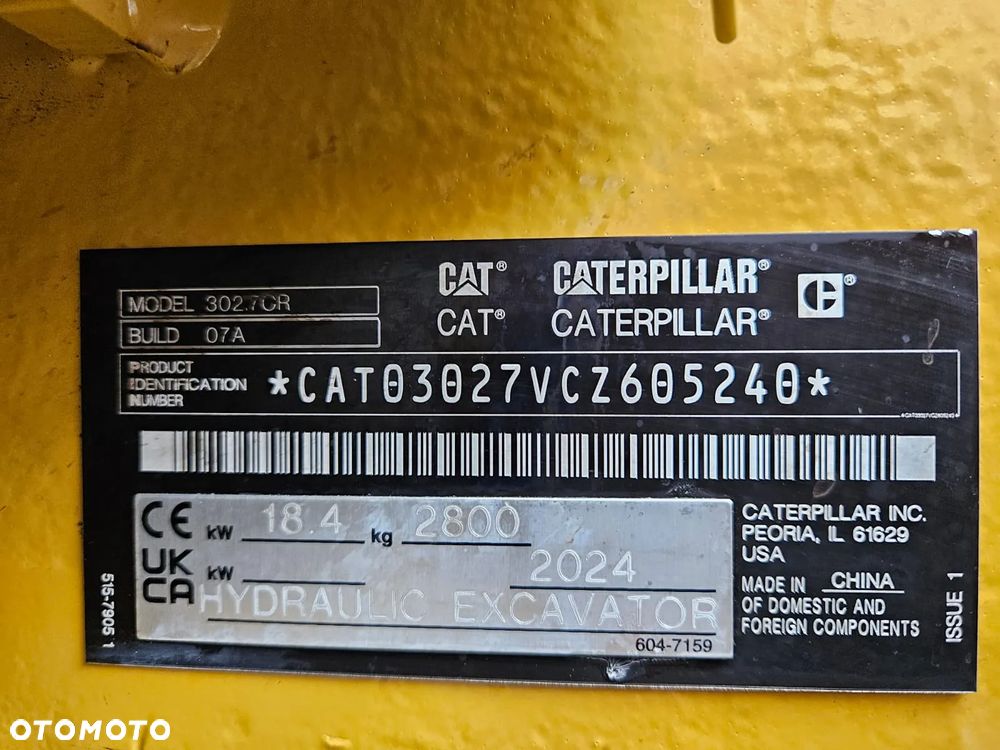 CAT® CATERPILLAR® ®
CAT® CATERPILLAR®
MODEL 302.7CR
BUILD 07A
PRODUCT
IDENTIFICATION
NUMBER
*CAT03027VCZ605240*
CE kW 18.4 kg 2800
UK
CA kW 2024
HYDRAULIC EXCAVATOR
604-7159
CATERPILLAR INC.
PEORIA, IL 61629
USA
MADE IN CHINA
OF DOMESTIC AND
FOREIGN COMPONENTS
515-7905 1
ISSUE 1
OTOMOTO